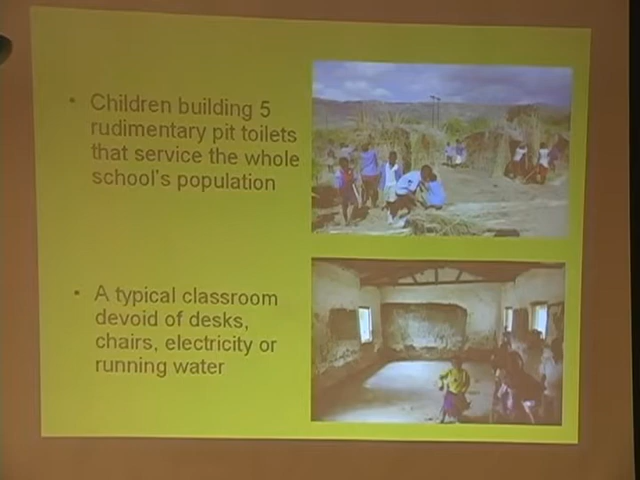 Children building 5
rudimentary pit toilets
that service the whole
school's population
A typical classroom
devoid of desks,
chairs, electricity or
running water